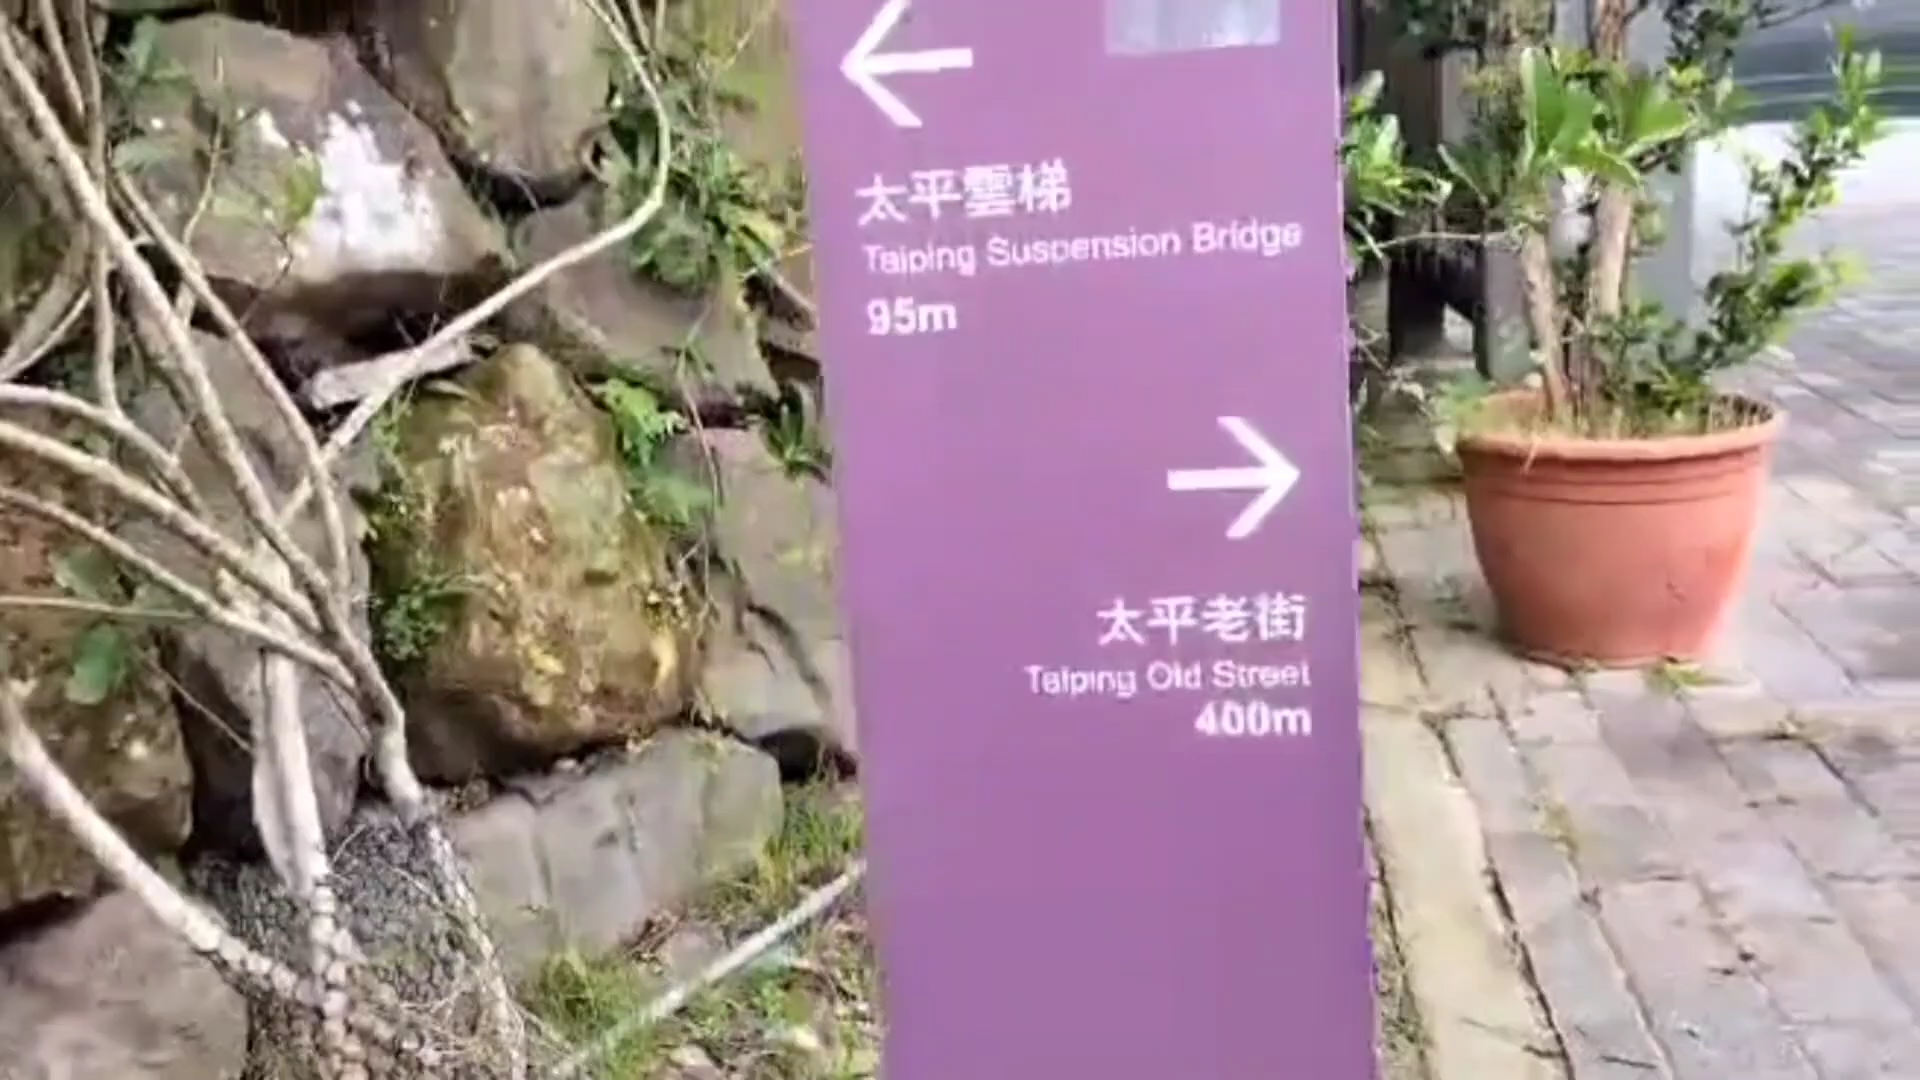 太平雲梯
Taiping Suspension Bridge
95m
太平老街
Taiping Old Street
400m